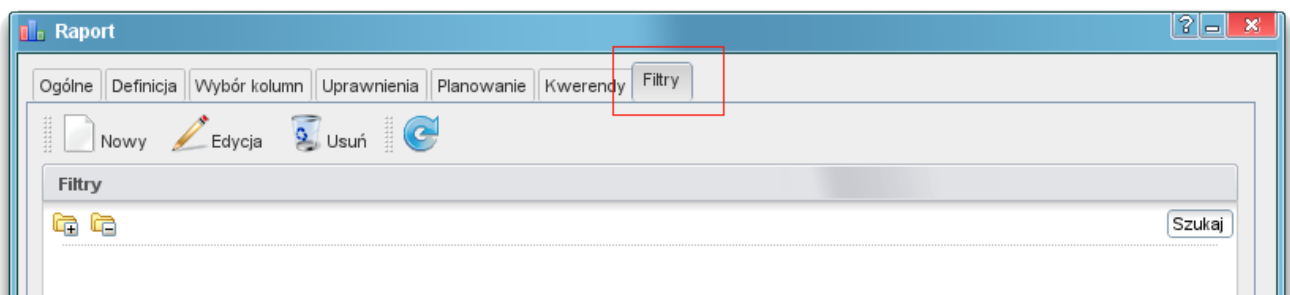 Raport
Ogólne Definicja Wybór kolumn Uprawnienia Planowanie Kwerendy Filtry
Nowy Edycja Usuń
Filtry
Szukaj